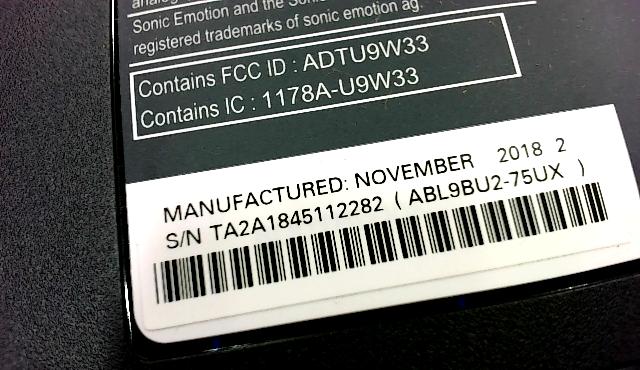 Sonic Emotion and the Sonic
registered trademarks of sonic emotion ag.
Contains FCC ID : ADTU9W33
Contains IC : 1178A-U9W33
MANUFACTURED: NOVEMBER 2018 2
S/N TA2A1845112282 ( ABL9BU2-75UX )